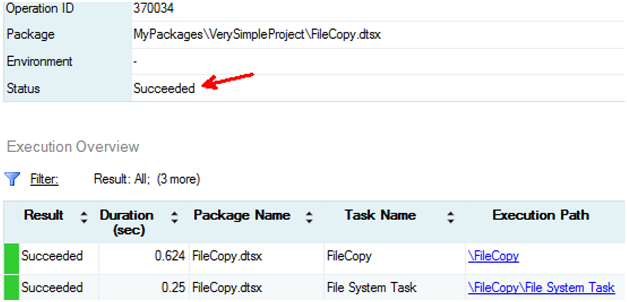 Operation ID 370034
Package MyPackages\VerySimpleProject\FileCopy.dtsx
Environment -
Status Succeeded
Execution Overview
Filter: Result: All; (3 more)
Result Duration (sec) Package Name Task Name Execution Path
Succeeded 0.624 FileCopy.dtsx FileCopy \FileCopy
Succeeded 0.25 FileCopy.dtsx File System Task \FileCopy\File System Task